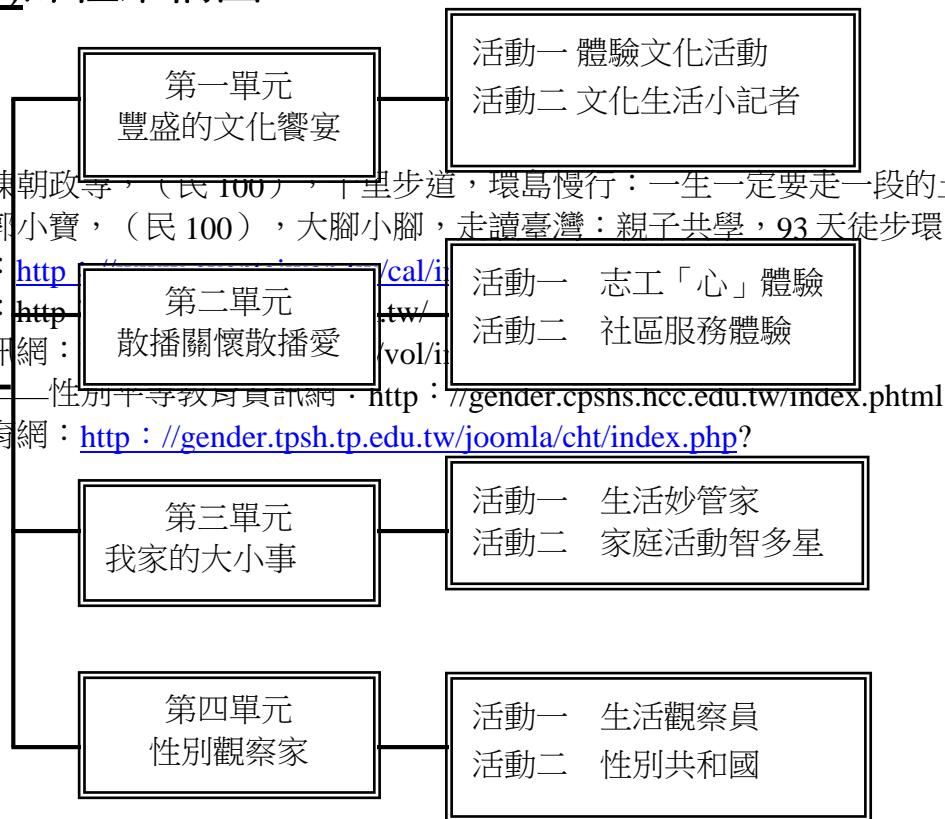 第一單元
豐盛的文化饗宴
活動一 體驗文化活動
活動二 文化生活小記者
朝政等，（民 100），千里步道，環島慢行：一生一定要走一段的
小寶，（民 100），大腳小腳，走讀臺灣：親子共學，93 天徒步環
：http：/cal/
：http .tw/
網： /vol/
第二單元
散播關懷散播愛
活動一 志工「心」體驗
活動二 社區服務體驗
——性別平等教育資訊網：http：//gender.cpshs.hcc.edu.tw/index.phtml
網：http：//gender.tpsh.tp.edu.tw/joomla/cht/index.php?
第三單元
我家的大小事
活動一 生活妙管家
活動二 家庭活動智多星
第四單元
性別觀察家
活動一 生活觀察員
活動二 性別共和國